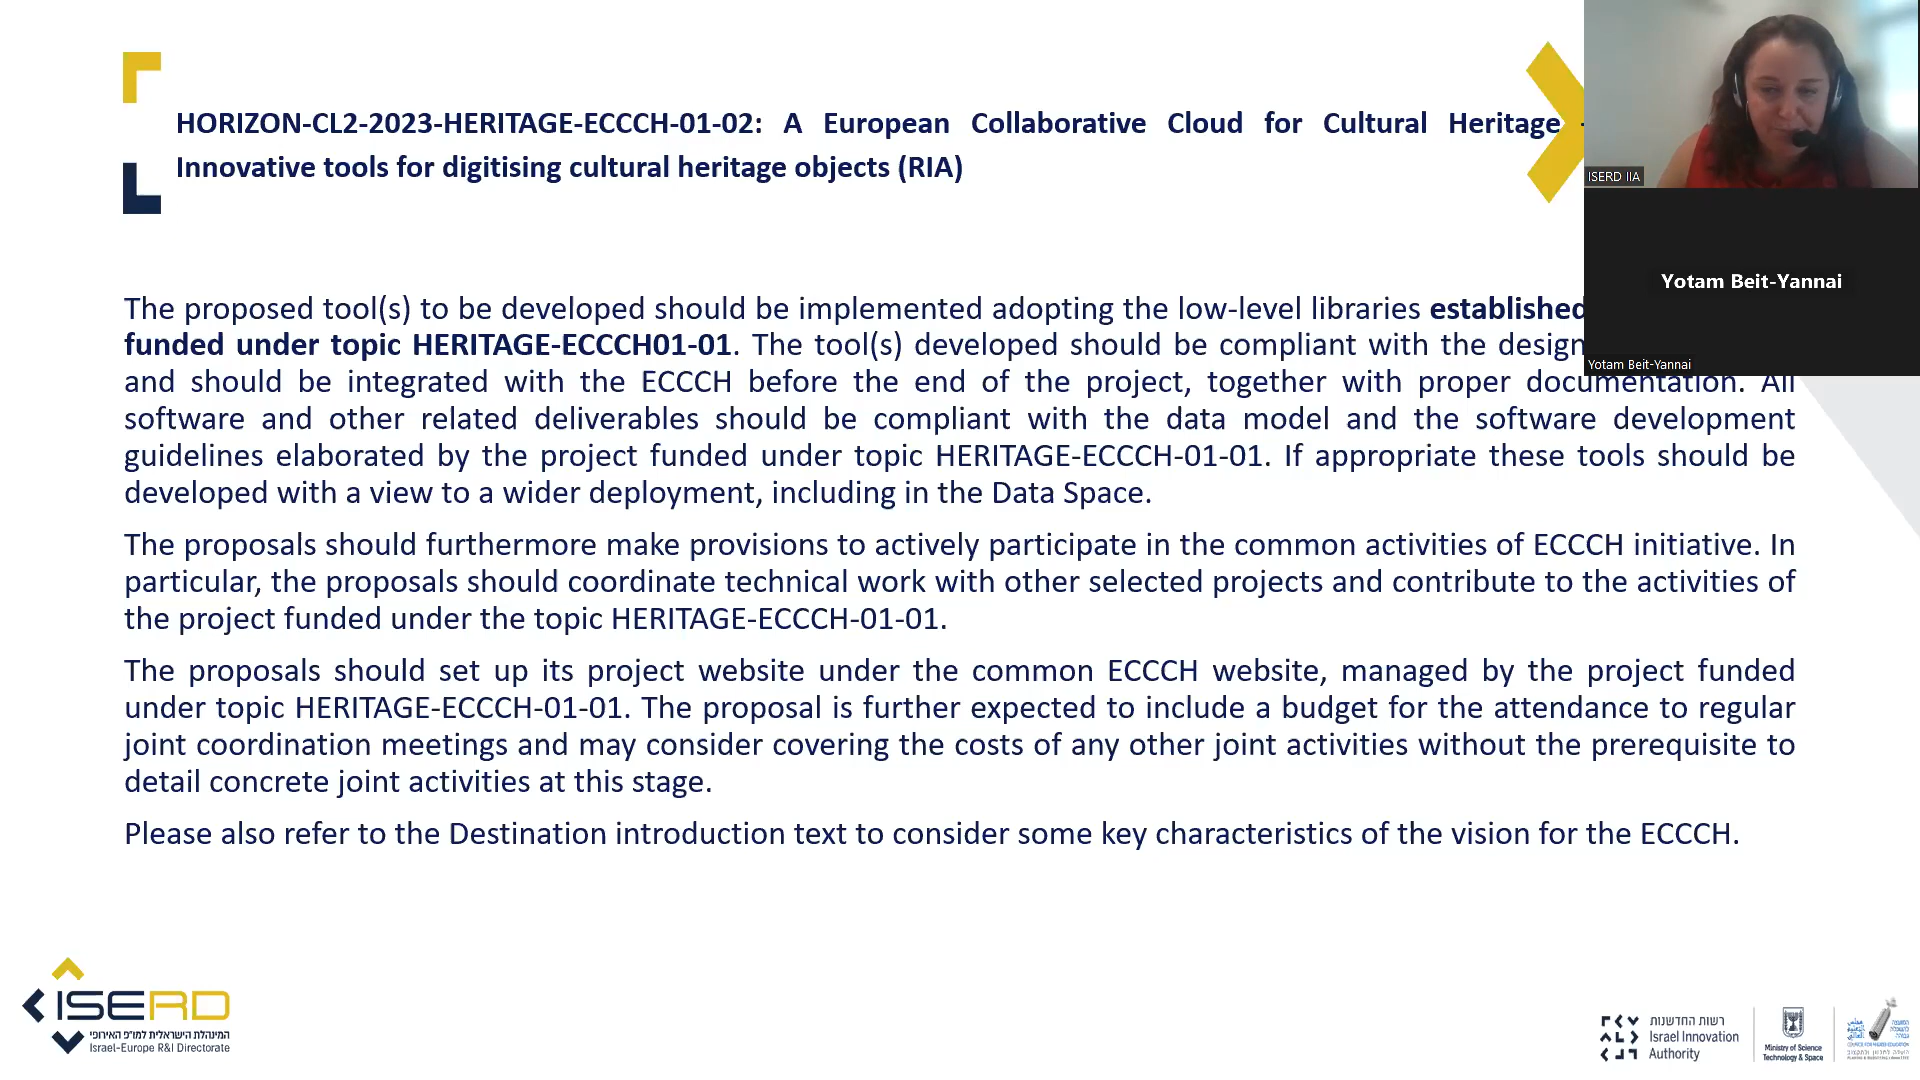 HORIZON-CL2-2023-HERITAGE-ECCCH-01-02: A European Collaborative Cloud for Cultural Heritage -
Innovative tools for digitising cultural heritage objects (RIA)
ISERD IIA
Yotam Beit-Yannai
Yotam Beit-Yannai
The proposed tool(s) to be developed should be implemented adopting the low-level libraries established
funded under topic HERITAGE-ECCCH01-01. The tool(s) developed should be compliant with the design
and should be integrated with the ECCCH before the end of the project, together with proper documentation. All
software and other related deliverables should be compliant with the data model and the software development
guidelines elaborated by the project funded under topic HERITAGE-ECCCH-01-01. If appropriate these tools should be
developed with a view to a wider deployment, including in the Data Space.
The proposals should furthermore make provisions to actively participate in the common activities of ECCCH initiative. In
particular, the proposals should coordinate technical work with other selected projects and contribute to the activities of
the project funded under the topic HERITAGE-ECCCH-01-01.
The proposals should set up its project website under the common ECCCH website, managed by the project funded
under topic HERITAGE-ECCCH-01-01. The proposal is further expected to include a budget for the attendance to regular
joint coordination meetings and may consider covering the costs of any other joint activities without the prerequisite to
detail concrete joint activities at this stage.
Please also refer to the Destination introduction text to consider some key characteristics of the vision for the ECCCH.
ISERD
המינהלת הישראלית למו״פ האירופי
Israel-Europe R&I Directorate
רשות החדשנות
Israel Innovation
Authority
Ministry of Science
Technology & Space